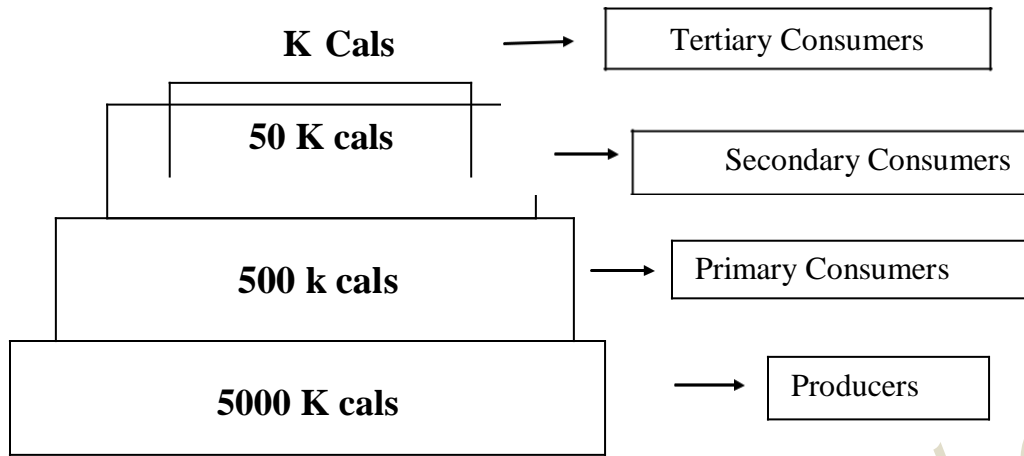 K Cals
Tertiary Consumers
50 K cals
Secondary Consumers
500 k cals
Primary Consumers
5000 K cals
Producers